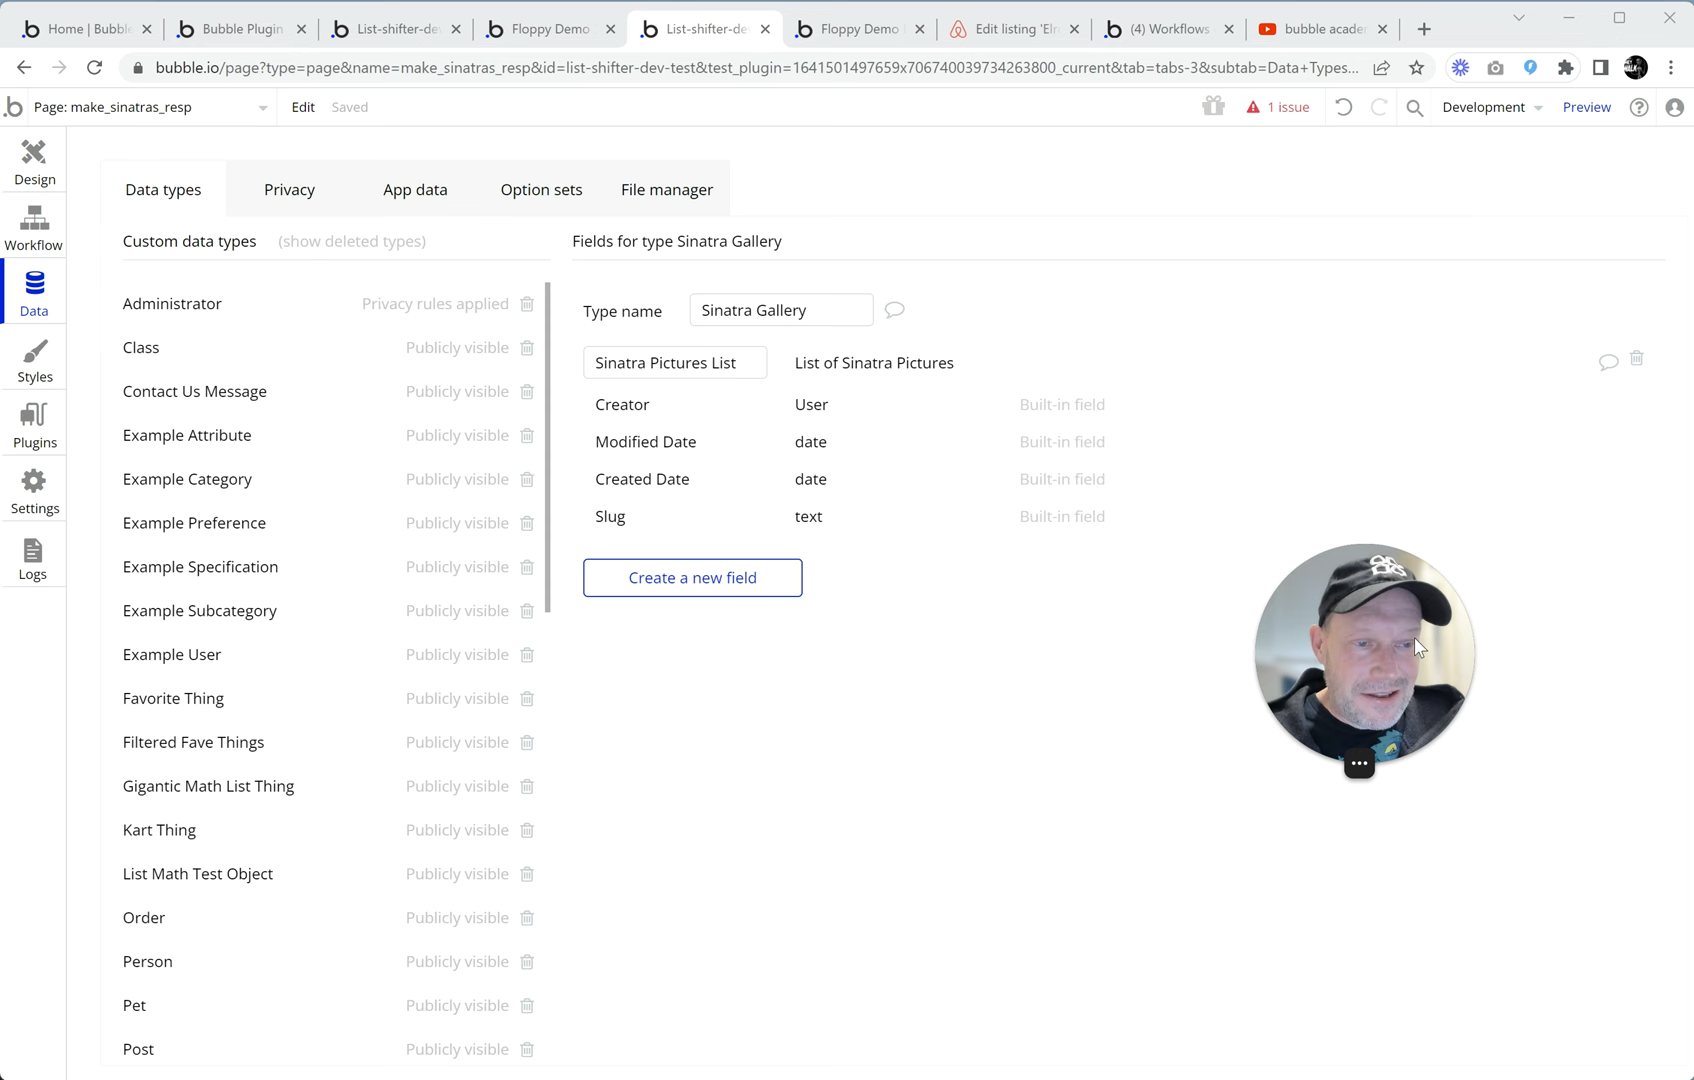 Home | Bubble
Bubble Plugin
List-shifter-de
Floppy Demo
List-shifter-de
Floppy Demo
Edit listing 'Elr
(4) Workflows
bubble acader
bubble.io/page?type=page&name=make_sinatras_resp&id=list-shifter-dev-test&test_plugin=1641501497659x706740039734263800_current&tab=tabs-3&subtab=Data+Types...
Page: make_sinatras_resp
Edit
Saved
1 issue
Development
Preview
Design
Workflow
Data
Styles
Plugins
Settings
Logs
Data types
Privacy
App data
Option sets
File manager
Custom data types
(show deleted types)
Administrator Privacy rules applied
Class Publicly visible
Contact Us Message Publicly visible
Example Attribute Publicly visible
Example Category Publicly visible
Example Preference Publicly visible
Example Specification Publicly visible
Example Subcategory Publicly visible
Example User Publicly visible
Favorite Thing Publicly visible
Filtered Fave Things Publicly visible
Gigantic Math List Thing Publicly visible
Kart Thing Publicly visible
List Math Test Object Publicly visible
Order Publicly visible
Person Publicly visible
Pet Publicly visible
Post Publicly visible
Fields for type Sinatra Gallery
Type name Sinatra Gallery
Sinatra Pictures List List of Sinatra Pictures
Creator User Built-in field
Modified Date date Built-in field
Created Date date Built-in field
Slug text Built-in field
Create a new field